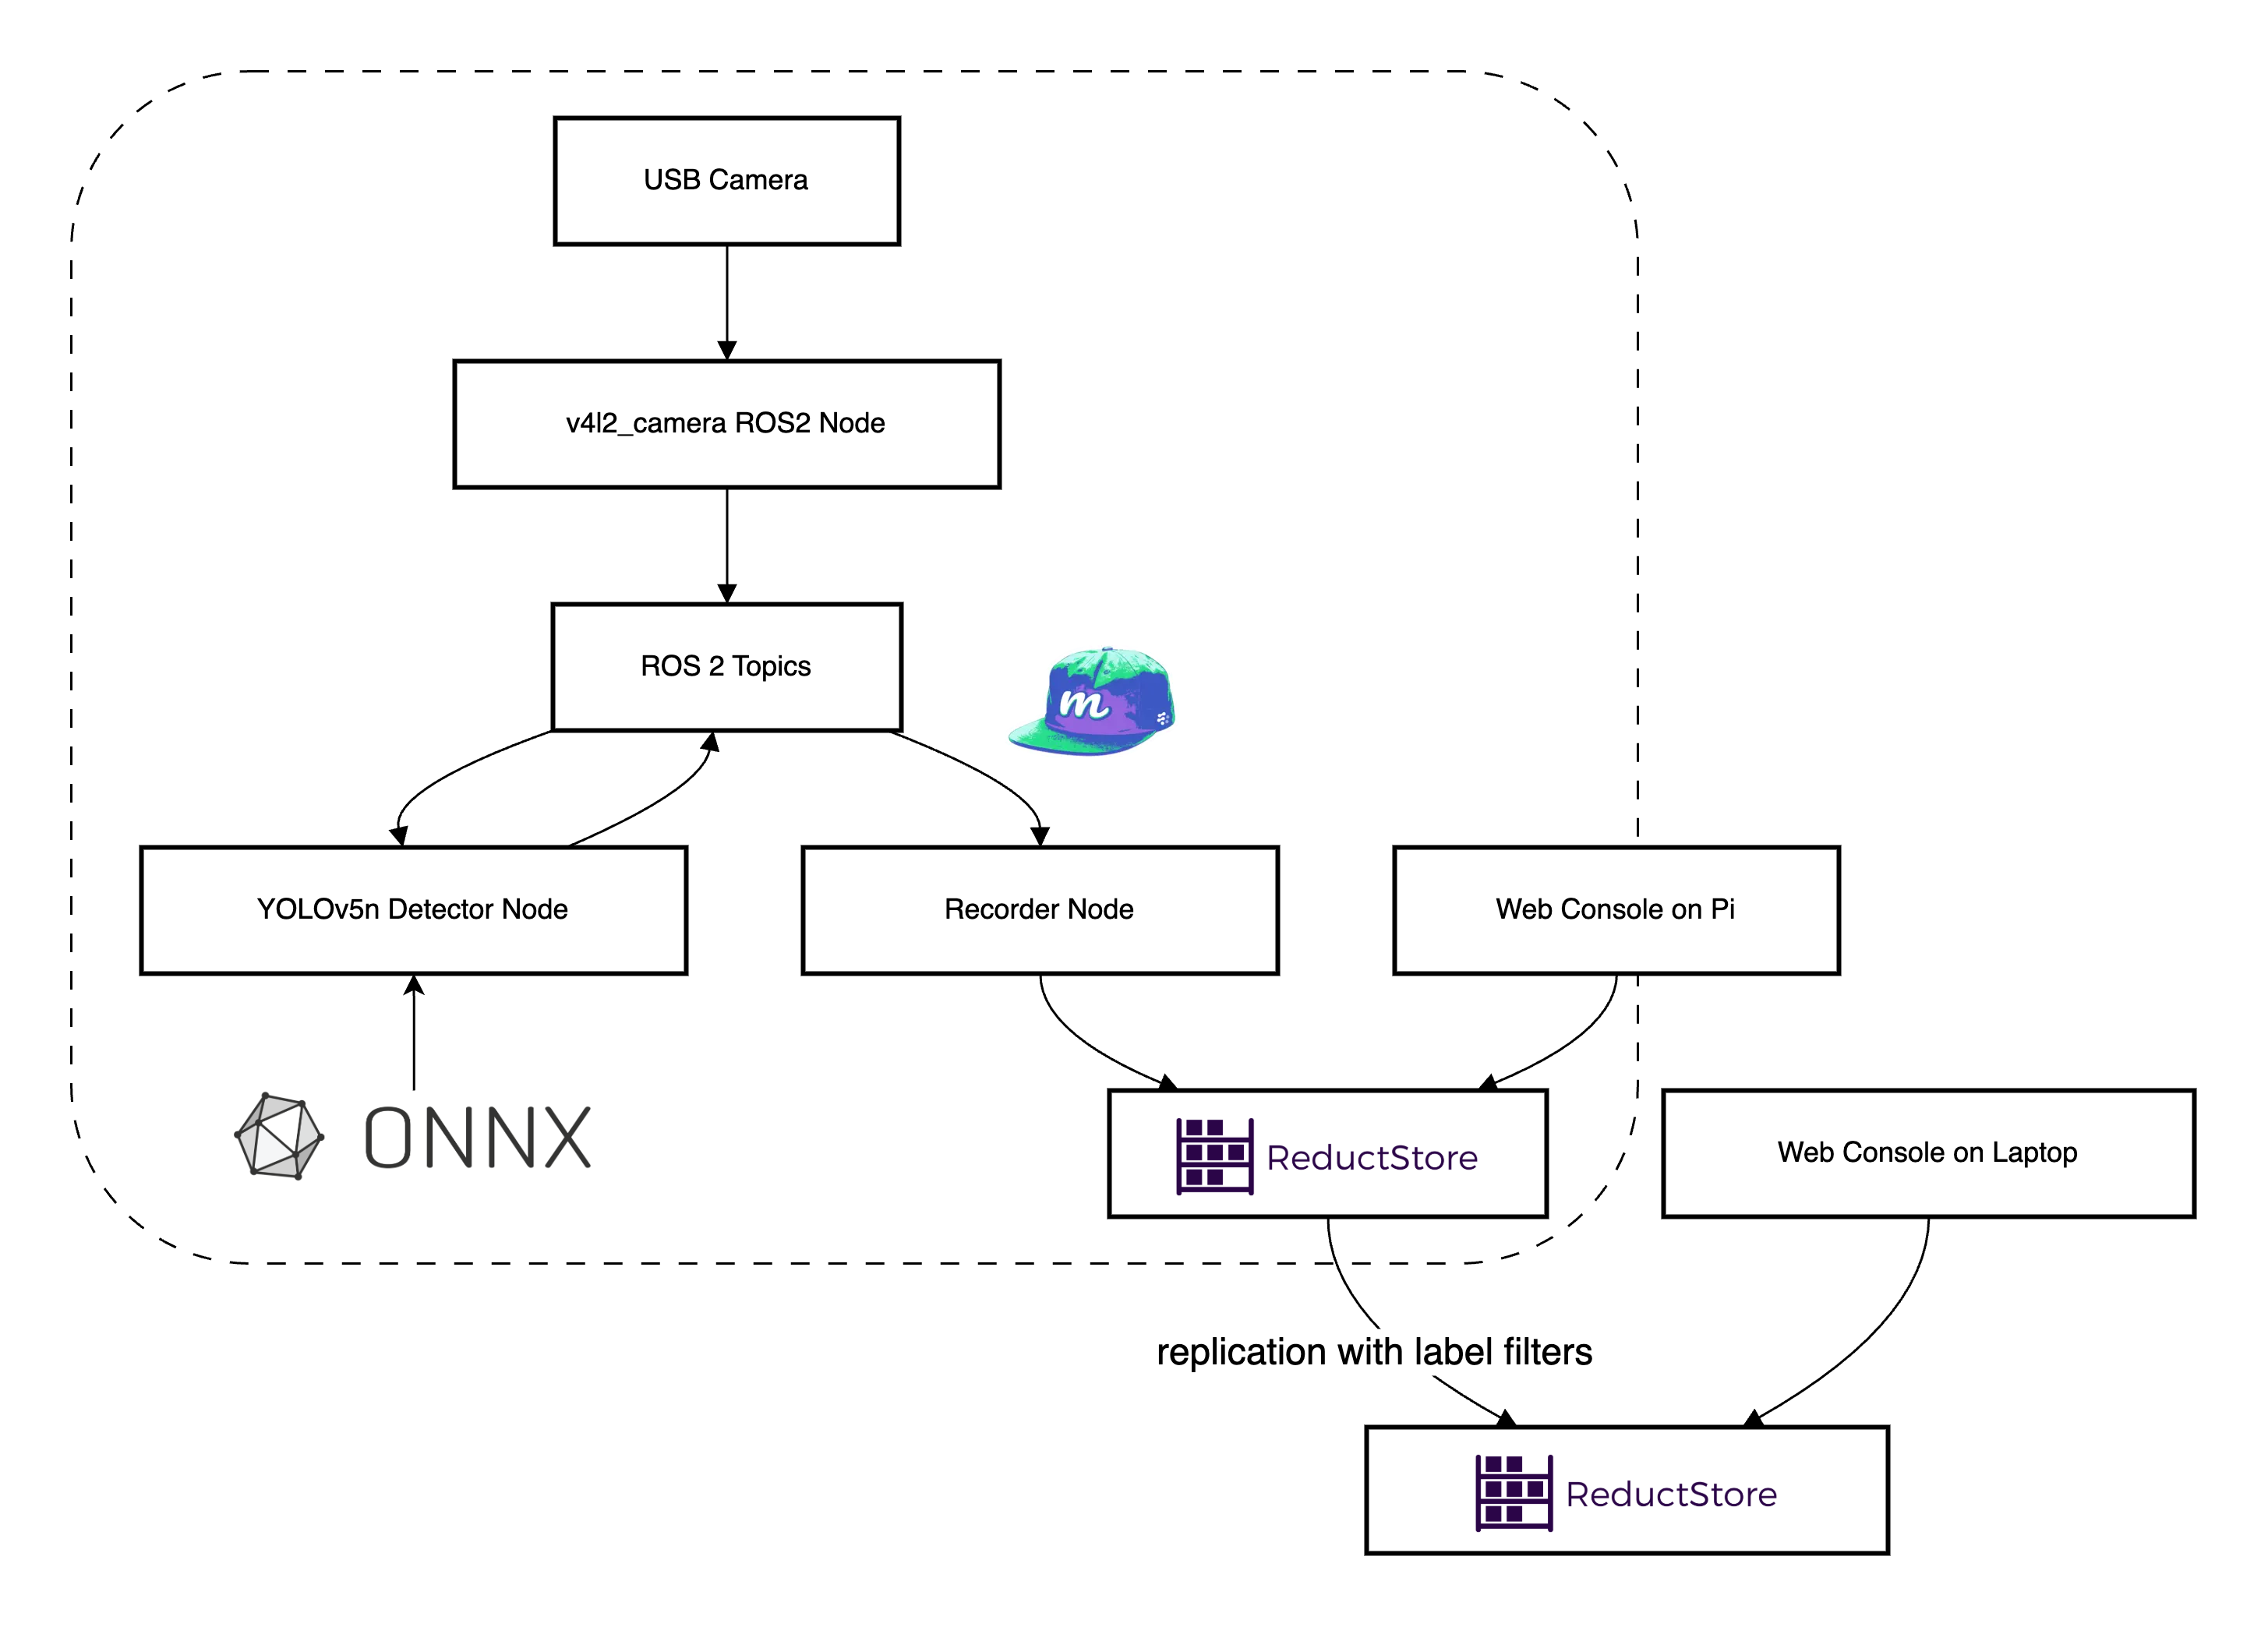 USB Camera
v4l2_camera ROS2 Node
ROS 2 Topics
m
YOLOv5n Detector Node
Recorder Node
Web Console on Pi
ONNX
ReductStore
Web Console on Laptop
replication with label filters
ReductStore